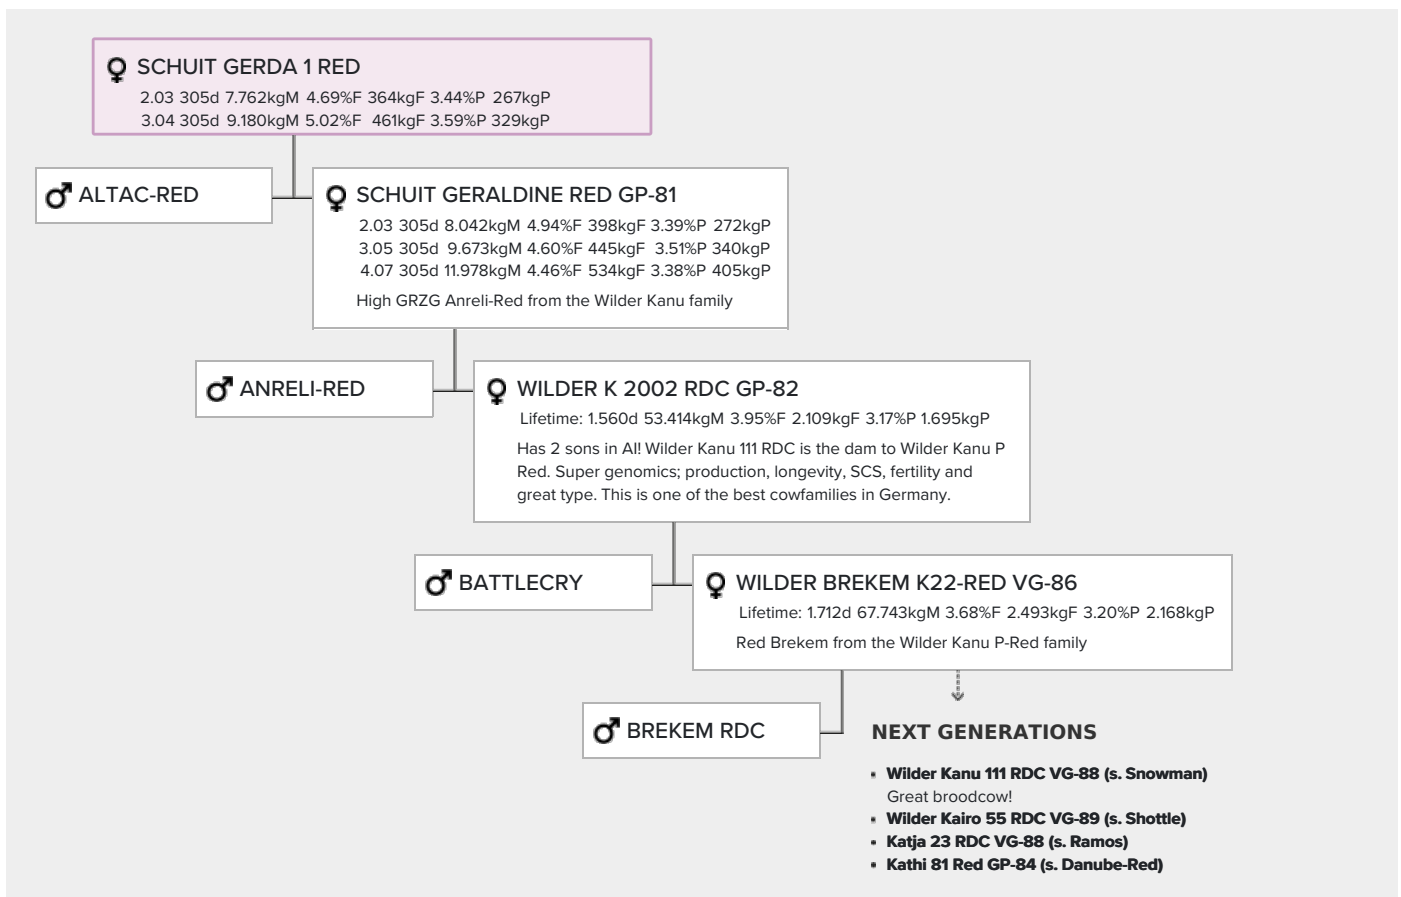 SCHUIT GERDA 1 RED
2.03 305d 7.762kgM 4.69%F 364kgF 3.44%P 267kgP
3.04 305d 9.180kgM 5.02%F 461kgF 3.59%P 329kgP
ALTAC-RED
SCHUIT GERALDINE RED GP-81
2.03 305d 8.042kgM 4.94%F 398kgF 3.39%P 272kgP
3.05 305d 9.673kgM 4.60%F 445kgF 3.51%P 340kgP
4.07 305d 11.978kgM 4.46%F 534kgF 3.38%P 405kgP
High GRZG Anreli-Red from the Wilder Kanu family
ANRELI-RED
WILDER K 2002 RDC GP-82
Lifetime: 1.560d 53.414kgM 3.95%F 2.109kgF 3.17%P 1.695kgP
Has 2 sons in AI! Wilder Kanu 111 RDC is the dam to Wilder Kanu P
Red. Super genomics; production, longevity, SCS, fertility and
great type. This is one of the best cowfamilies in Germany.
BATTLECRY
WILDER BREKEM K22-RED VG-86
Lifetime: 1.712d 67.743kgM 3.68%F 2.493kgF 3.20%P 2.168kgP
Red Brekem from the Wilder Kanu P-Red family
BREKEM RDC
NEXT GENERATIONS
Wilder Kanu 111 RDC VG-88 (s. Snowman)
Great broodcow!
Wilder Kairo 55 RDC VG-89 (s. Shottle)
Katja 23 RDC VG-88 (s. Ramos)
Kathi 81 Red GP-84 (s. Danube-Red)